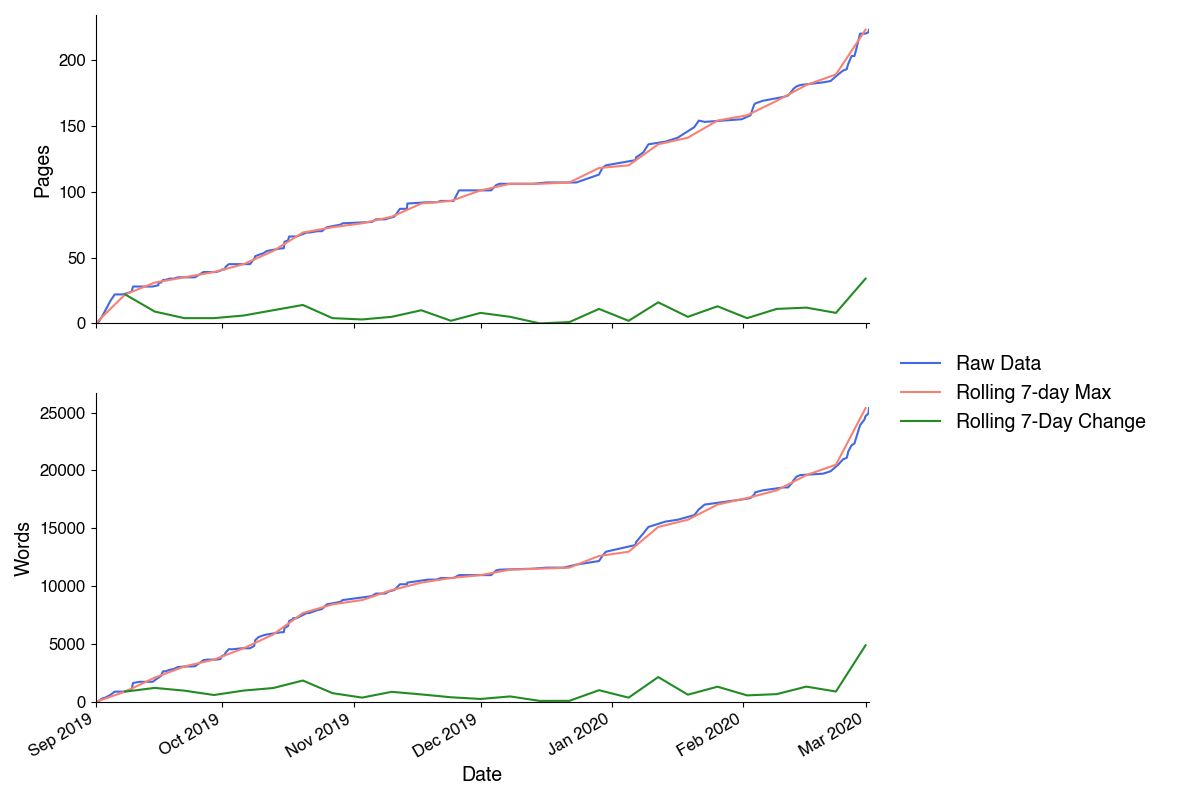 200
150
100
50
0
Pages
Raw Data
Rolling 7-day Max
Rolling 7-Day Change
25000
20000
15000
10000
5000
0
Words
Sep 2019
Oct 2019
Nov 2019
Dec 2019
Jan 2020
Feb 2020
Mar 2020
Date